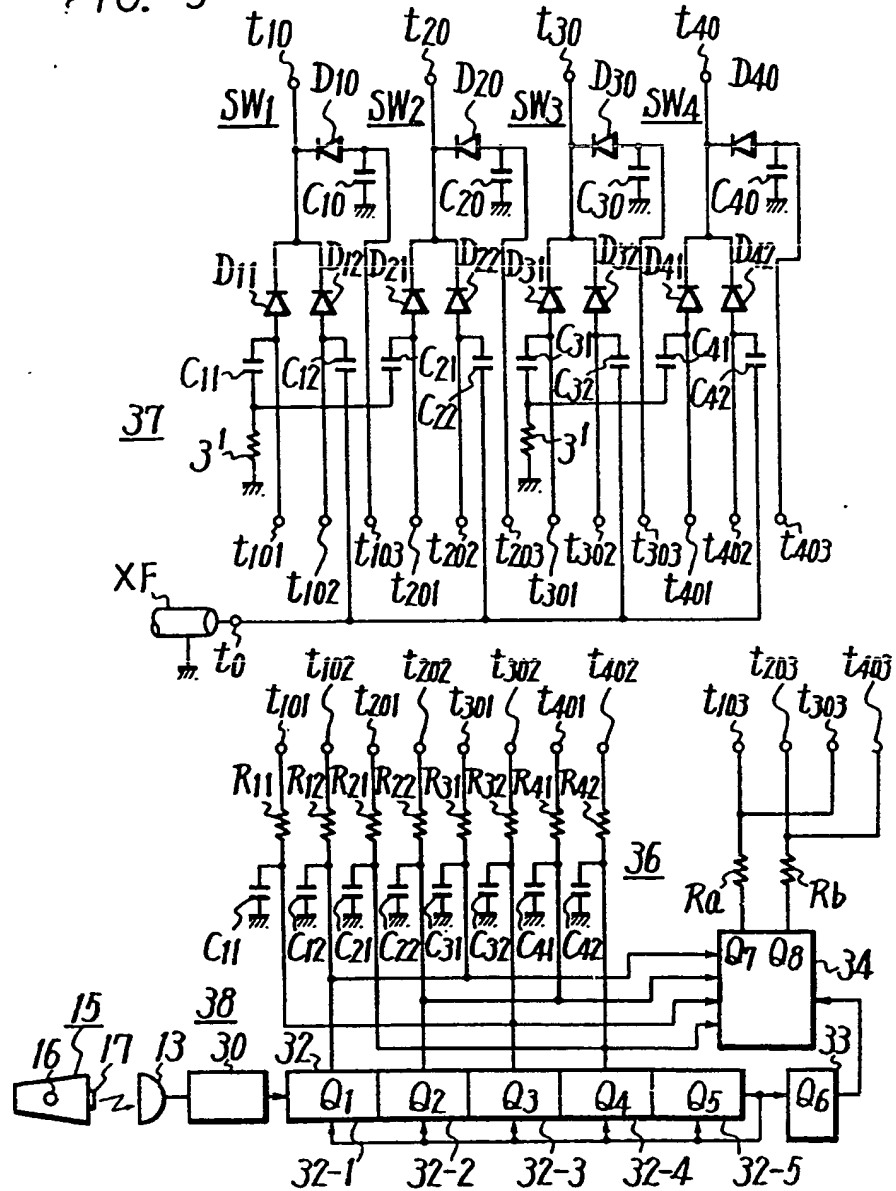 FIG. 5
t10 t20 t30 t40
SW1 D10 SW2 D20 SW3 D30 SW4 D40
C10 C20 C30 C40
D11 D12 D21 D22 D31 D32 D41 D42
C11 C12 C21 C22 C31 C32 C41 C42
37 3' 3'
t101 t102 t103 t201 t202 t203 t301 t302 t303 t401 t402 t403
XF
t0
t101 t102 t201 t202 t301 t302 t401 t402 t103 t203 t303 t403
R11 R12 R21 R22 R31 R32 R41 R42
36
Ra Rb
C11 C12 C21 C22 C31 C32 C41 C42
Q7 Q8 34
15 38 33
16 17 13 30 32
Q1 Q2 Q3 Q4 Q5 Q6
32-1 32-2 32-3 32-4 32-5